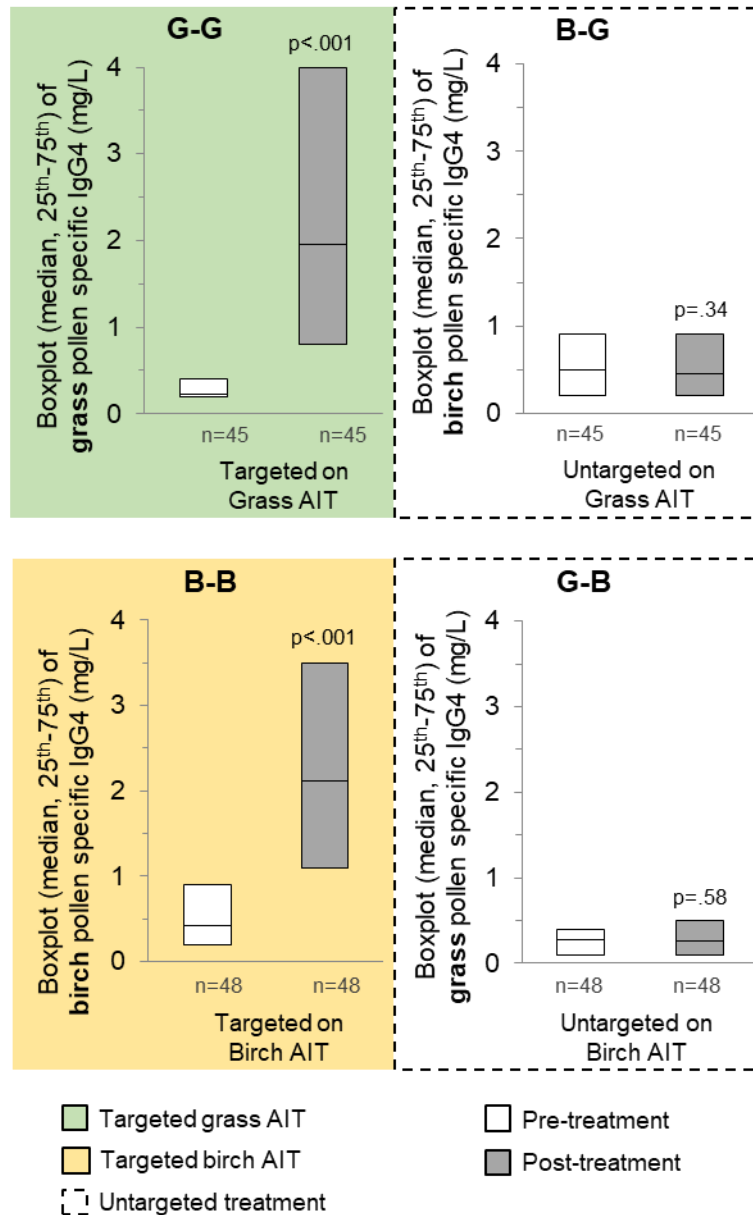 G-G
p<.001
Boxplot (median, 25th-75th) of
grass pollen specific IgG4 (mg/L)
4
3
2
1
0
n=45
n=45
Targeted on
Grass AIT
B-G
Boxplot (median, 25th-75th) of
birch pollen specific IgG4 (mg/L)
4
3
2
1
0
p=.34
n=45
n=45
Untargeted on
Grass AIT
B-B
p<.001
Boxplot (median, 25th-75th) of
birch pollen specific IgG4 (mg/L)
4
3
2
1
0
n=48
n=48
Targeted on
Birch AIT
G-B
Boxplot (median, 25th-75th) of
grass pollen specific IgG4 (mg/L)
4
3
2
1
0
p=.58
n=48
n=48
Untargeted on
Birch AIT
Targeted grass AIT
Targeted birch AIT
Untargeted treatment
Pre-treatment
Post-treatment